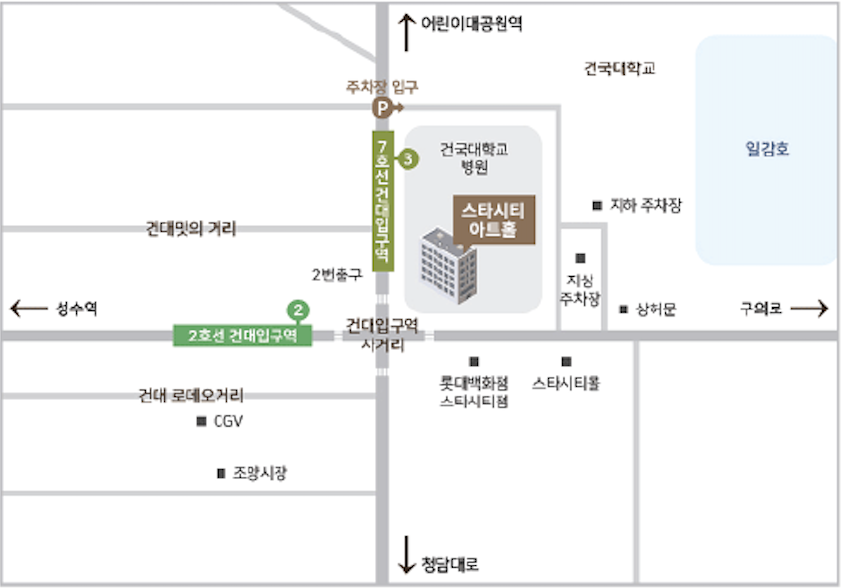 어린이대공원역
건국대학교
주차장 입구
P
3
7호선건대입구역
건국대학교
병원
일감호
스타시티
아트홀
지하 주차장
건대맛의 거리
2번출구
지상
주차장
성수역
2
상허문
구의로
2호선 건대입구역
건대입구역
사거리
롯대백화점
스타시티점
스타시티몰
건대 로데오거리
CGV
조양시장
청담대로